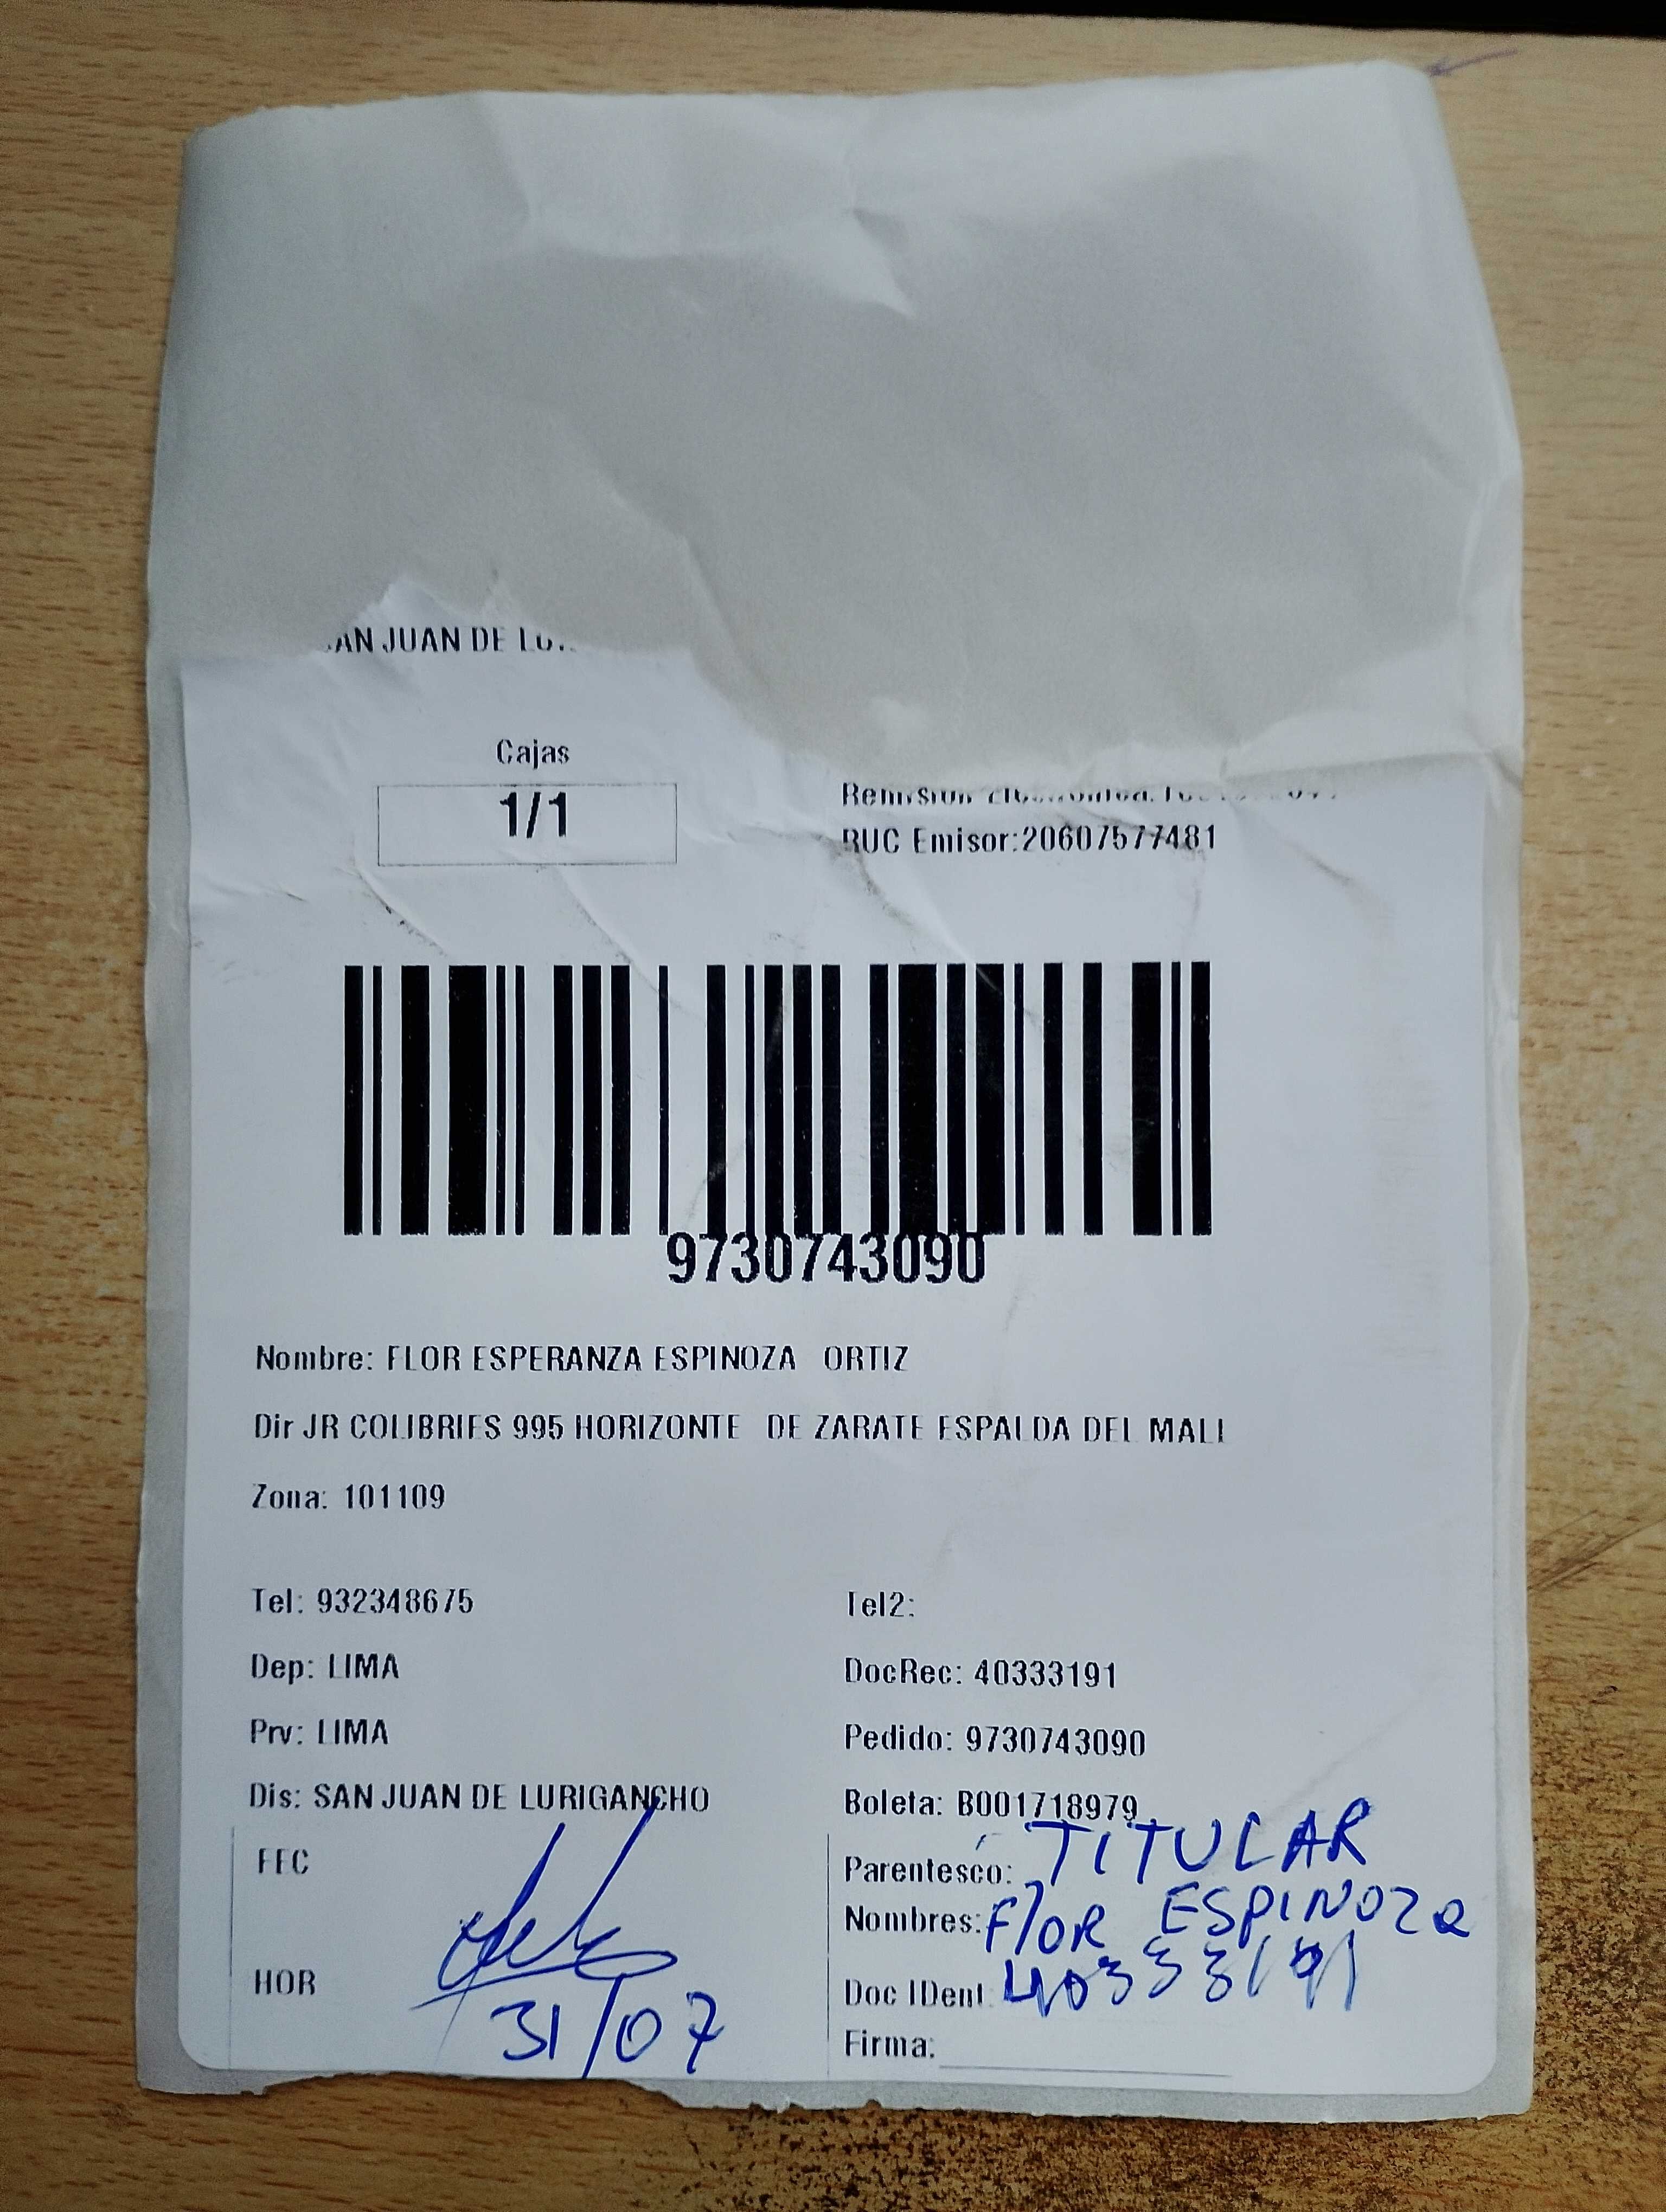 SAN JUAN DE
Cajas
1/1
RUC Emisor:20607577481
9730743090
Nombre: FLOR ESPERANZA ESPINOZA ORTIZ
Dir JR COLIBRIES 995 HORIZONTE DE ZARATE ESPALDA DEL MALL
Zona: 101109
Tel: 932348675
Tel2:
Dep: LIMA
DocRec: 40333191
Prv: LIMA
Pedido: 9730743090
Dis: SAN JUAN DE LURIGANCHO
Boleta: B001718979
FEC
Parentesco: TITULAR
Nombres: Flor ESPINOZA
HOR
Doc IDent 40333191
31/07
Firma: